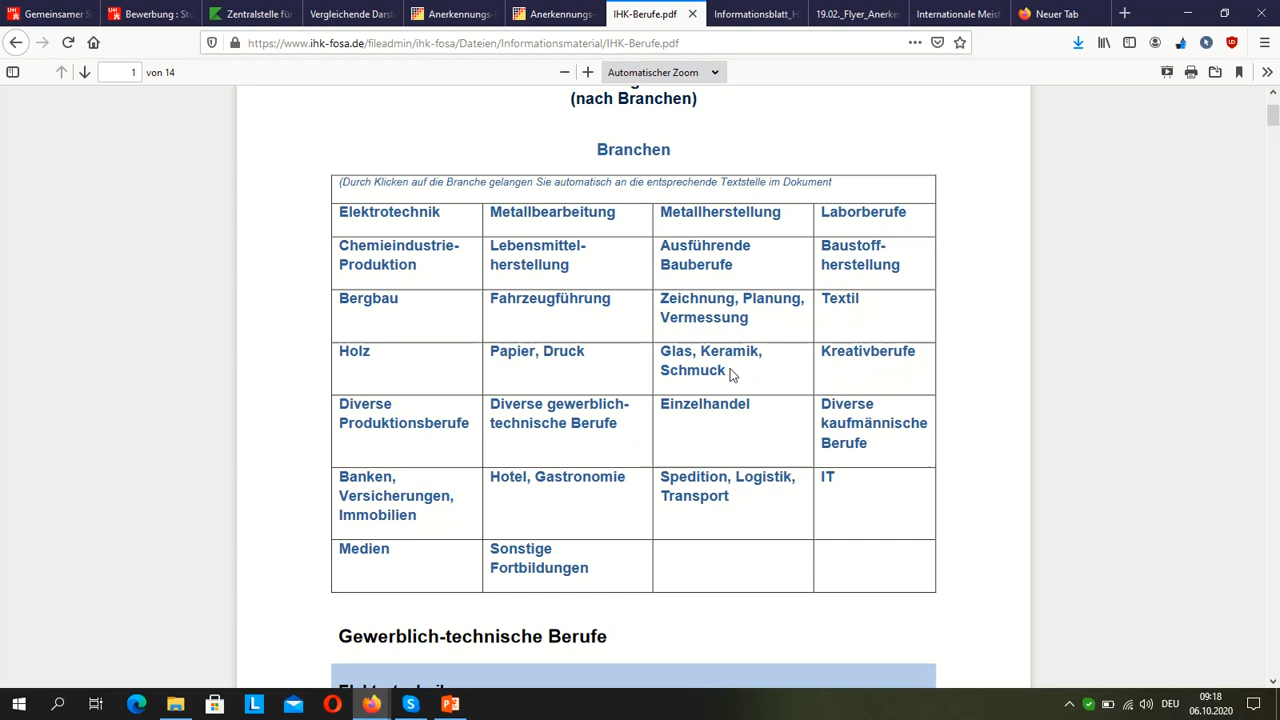 Gemeinsamer S
Bewerbung : Stu
Zentralstelle für
Vergleichende Darst
Anerkennungs-
Anerkennungs-
IHK-Berufe.pdf
Informationsblatt_H
19.02._Flyer_Anerke
Internationale Meist
Neuer Tab
https://www.ihk-fosa.de/fileadmin/ihk-fosa/Dateien/Informationsmaterial/IHK-Berufe.pdf
1 von 14
Automatischer Zoom
(nach Branchen)
Branchen
(Durch Klicken auf die Branche gelangen Sie automatisch an die entsprechende Textstelle im Dokument
Elektrotechnik
Metallbearbeitung
Metallherstellung
Laborberufe
Chemieindustrie-
Produktion
Lebensmittel-
herstellung
Ausführende
Bauberufe
Baustoff-
herstellung
Bergbau
Fahrzeugführung
Zeichnung, Planung,
Vermessung
Textil
Holz
Papier, Druck
Glas, Keramik,
Schmuck
Kreativberufe
Diverse
Produktionsberufe
Diverse gewerblich-
technische Berufe
Einzelhandel
Diverse
kaufmännische
Berufe
Banken,
Versicherungen,
Immobilien
Hotel, Gastronomie
Spedition, Logistik,
Transport
IT
Medien
Sonstige
Fortbildungen
Gewerblich-technische Berufe
DEU
09:18
06.10.2020